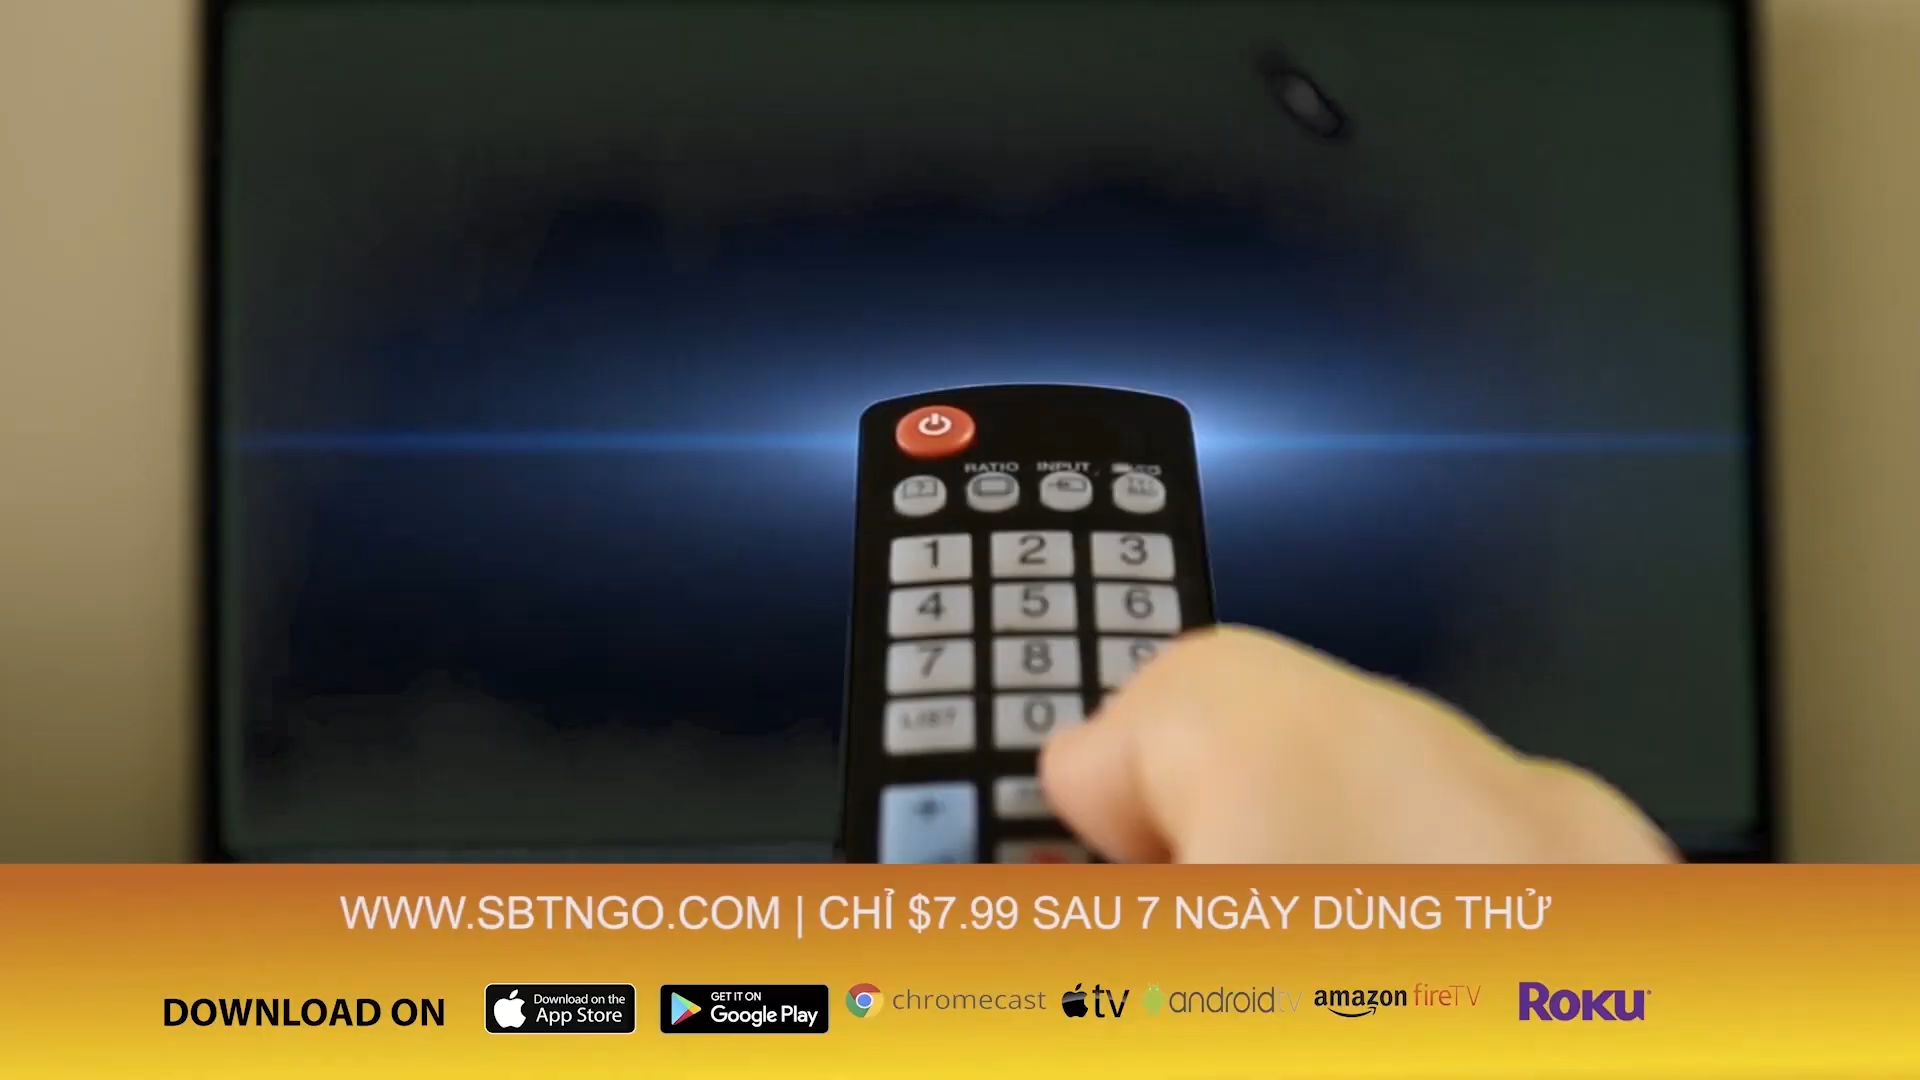 RATIO INPUT
1 2 3
4 5 6
7 8 9
LIST 0
WWW.SBTNGO.COM | CHỈ $7.99 SAU 7 NGÀY DÙNG THỬ
DOWNLOAD ON
Download on the
App Store
GET IT ON
Google Play
chromecast
tv
androidtv
amazon fireTV
ROKU